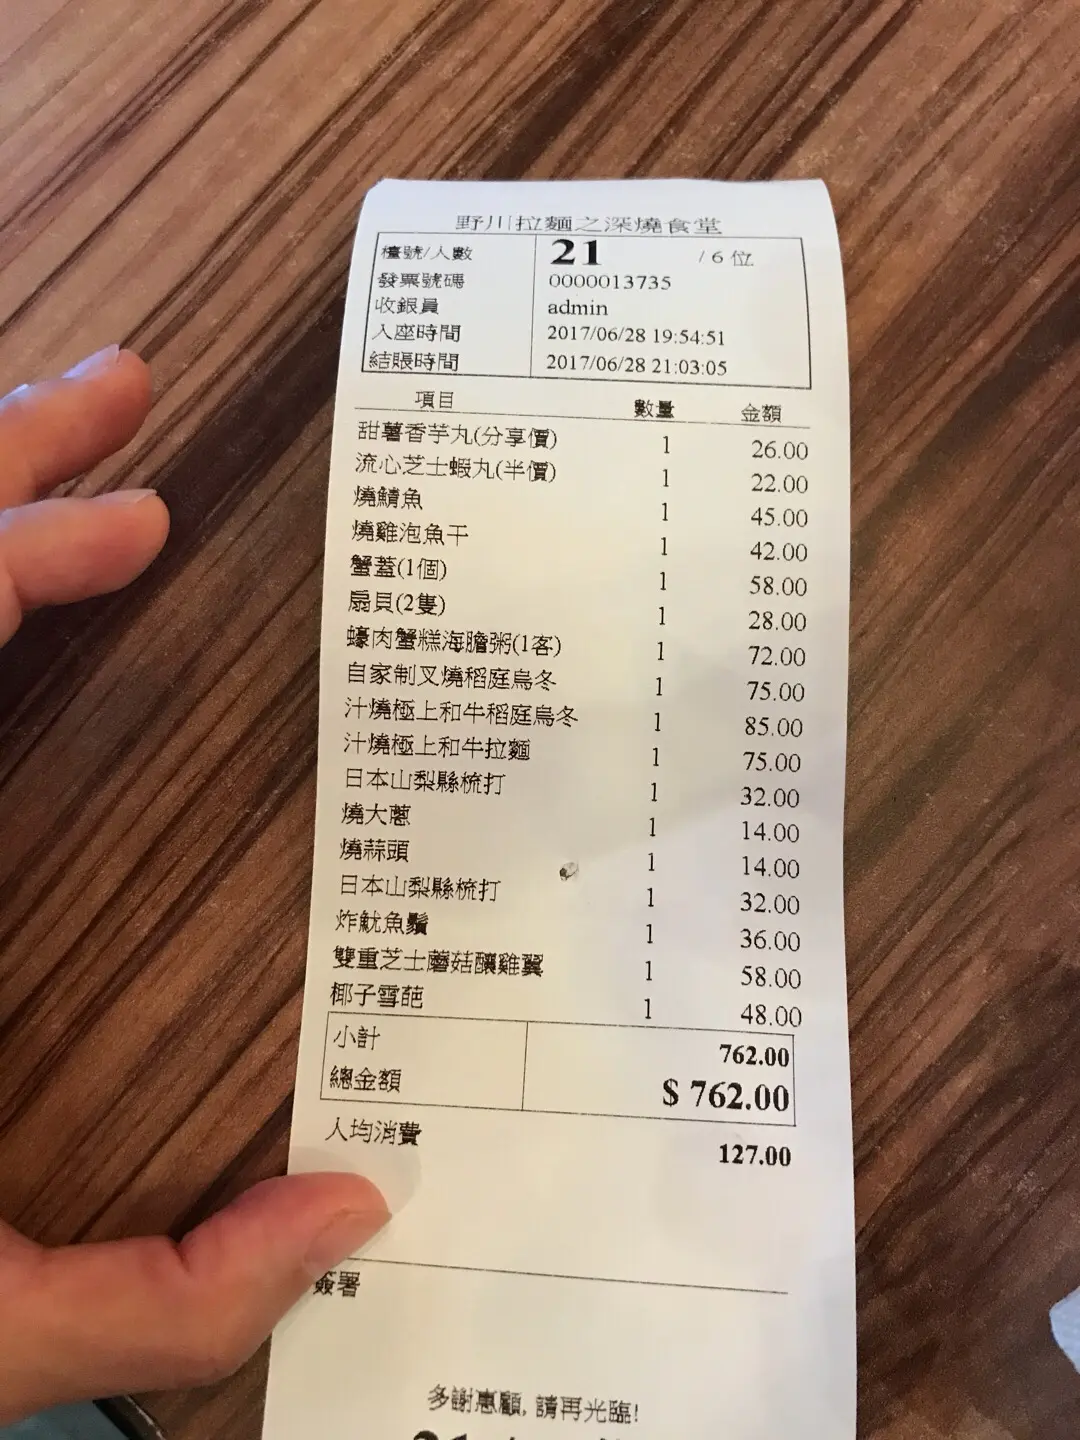 野川拉麵之深燒食堂
檯號/人數 21 /6 位
發票號碼 0000013735
收銀員 admin
入座時間 2017/06/28 19:54:51
結賬時間 2017/06/28 21:03:05
項目 數量 金額
甜薯香芋丸(分享價) 1 26.00
流心芝士蝦丸(半價) 1 22.00
燒鯖魚 1 45.00
燒雞泡魚干 1 42.00
蟹蓋(1個) 1 58.00
扇貝(2隻) 1 28.00
蠔肉蟹糕海膽粥(1客) 1 72.00
自家制叉燒稻庭烏冬 1 75.00
汁燒極上和牛稻庭烏冬 1 85.00
汁燒極上和牛拉麵 1 75.00
日本山梨縣梳打 1 32.00
燒大蔥 1 14.00
燒蒜頭 1 14.00
日本山梨縣梳打 1 32.00
炸魷魚鬚 1 36.00
雙重芝士蘑菇釀雞翼 1 58.00
椰子雪葩 1 48.00
小計 762.00
總金額 $ 762.00
人均消費 127.00
簽署
多謝惠顧, 請再光臨!